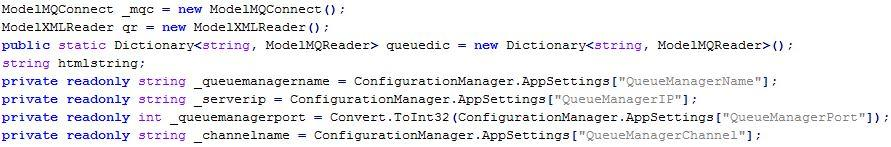 ModelMQConnect _mqc = new ModelMQConnect();
ModelXMLReader qr = new ModelXMLReader();
public static Dictionary<string, ModelMQReader> queuedic = new Dictionary<string, ModelMQReader>();
string htmlstring;
private readonly string _queuemanagername = ConfigurationManager.AppSettings["QueueManagerName"];
private readonly string _serverip = ConfigurationManager.AppSettings["QueueManagerIP"];
private readonly int _queuemanagerport = Convert.ToInt32(ConfigurationManager.AppSettings["QueueManagerPort"]);
private readonly string _channelname = ConfigurationManager.AppSettings["QueueManagerChannel"];